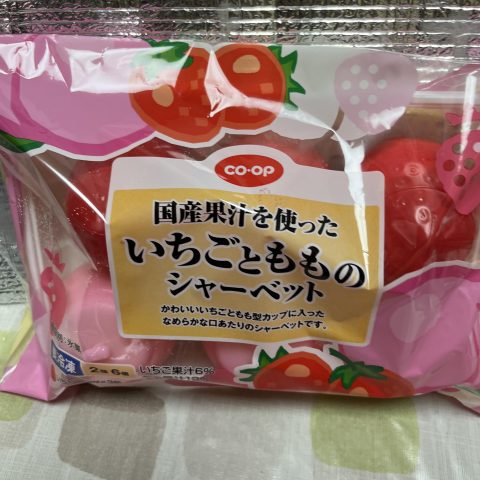 CO·OP
国産果汁を使った
いちごとももの
シャーベット
かわいいいちごともも型カップに入った
なめらかな口あたりのシャーベットです。
冷凍
2種6個
いちご果汁6%